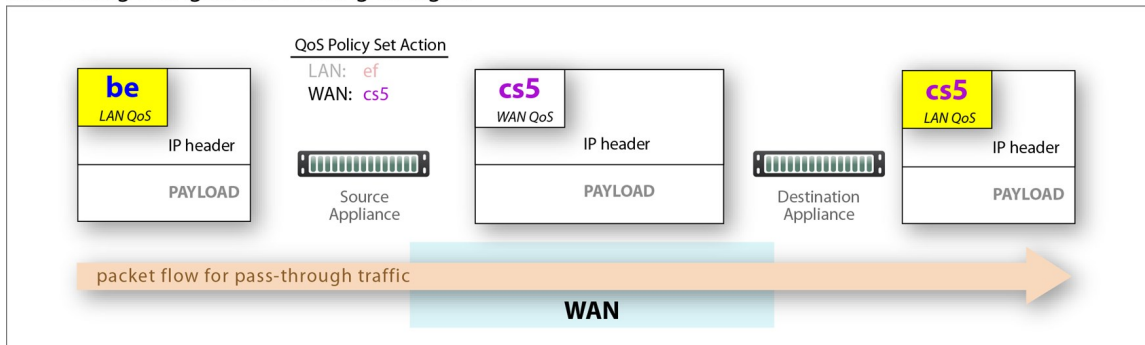 QoS Policy Set Action
LAN: ef
WAN: cs5
be
LAN QoS
IP header
PAYLOAD
Source
Appliance
cs5
WAN QoS
IP header
PAYLOAD
Destination
Appliance
cs5
LAN QoS
IP header
PAYLOAD
packet flow for pass-through traffic
WAN